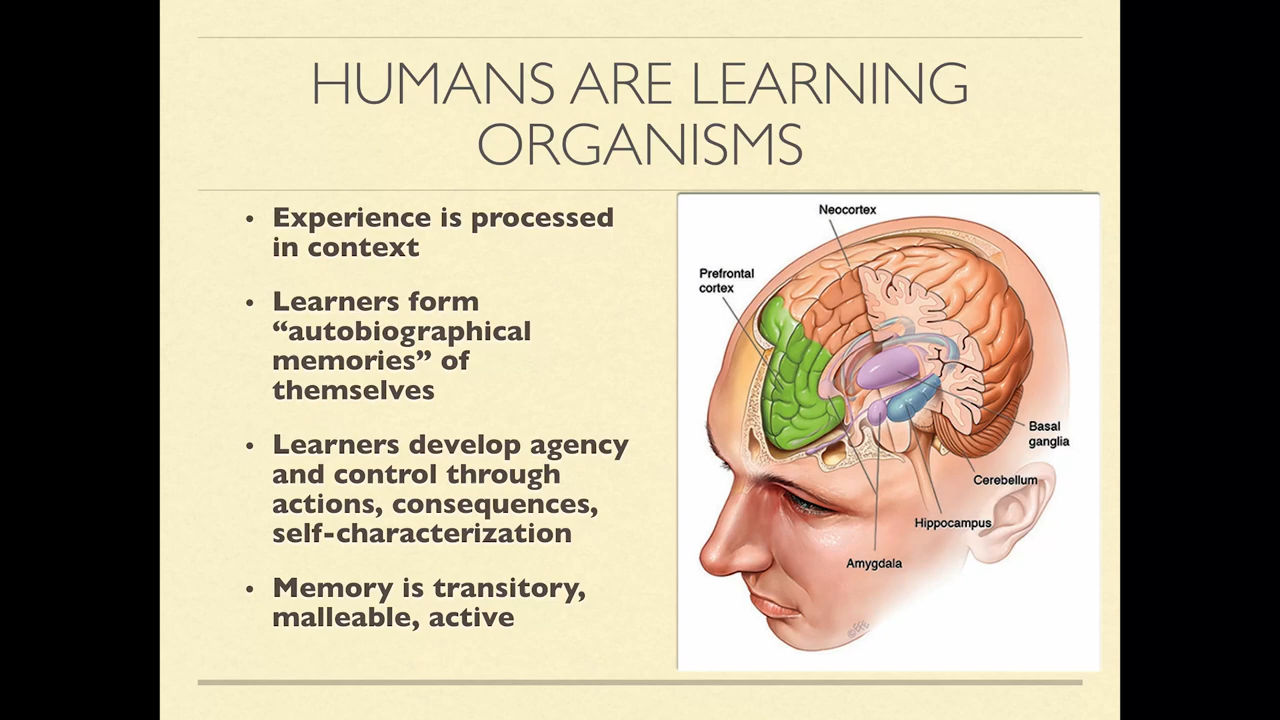 HUMANS ARE LEARNING
ORGANISMS
• Experience is processed
in context
• Learners form
“autobiographical
memories” of
themselves
• Learners develop agency
and control through
actions, consequences,
self-characterization
• Memory is transitory,
malleable, active
Neocortex
Prefrontal
cortex
Basal
ganglia
Cerebellum
Hippocampus
Amygdala